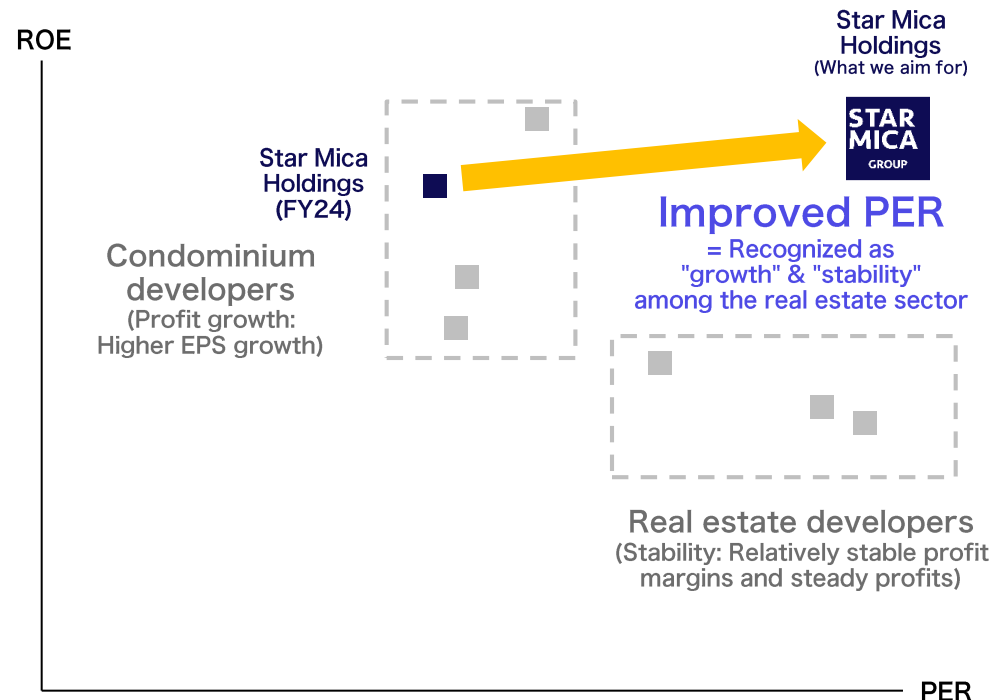 ROE
Star Mica
Holdings
(What we aim for)
STAR
MICA
GROUP
Star Mica
Holdings
(FY24)
Improved PER
= Recognized as
"growth" & "stability"
among the real estate sector
Condominium
developers
(Profit growth:
Higher EPS growth)
Real estate developers
(Stability: Relatively stable profit
margins and steady profits)
PER